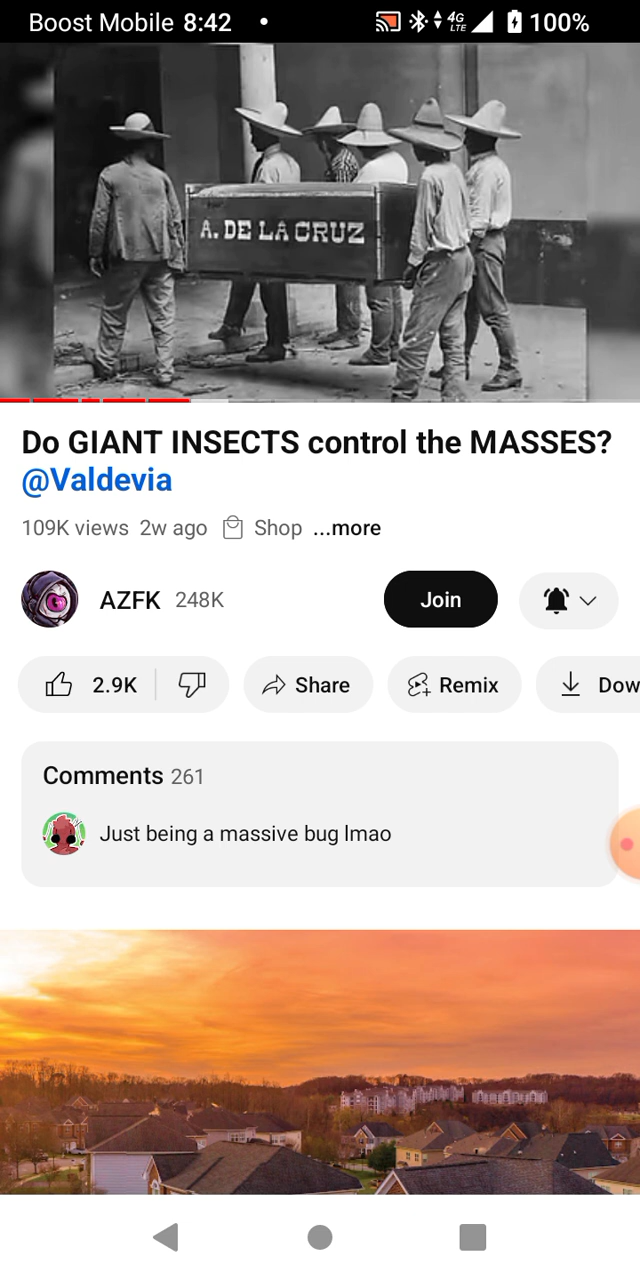 Boost Mobile 8:42
4G
LTE
100%
A. DE LA CRUZ
Do GIANT INSECTS control the MASSES?
@Valdevia
109K views 2w ago Shop ...more
AZFK 248K
Join
2.9K
Share
Remix
Dow
Comments 261
Just being a massive bug lmao